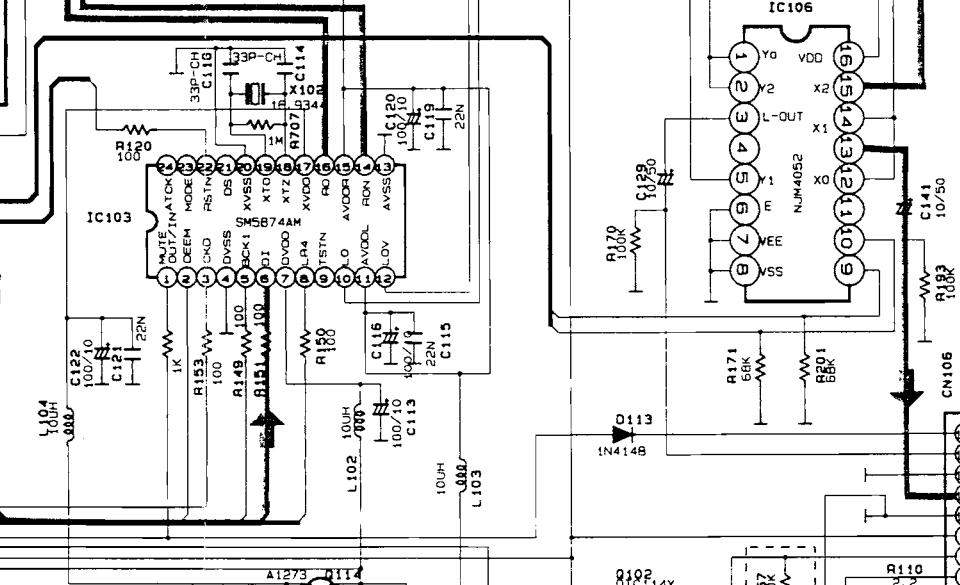 IC106
33P-CH
C116
33P-CH
C114
X102
16.9344
R707
1M
C120
100/10
C119
22N
R120
100
24 23 22 21 20 19 18 17 16 15 14 13
ATCK
MODE
RSTN
DS
XVSS
XTO
XTZ
XVDD
RO
AVDDR
RON
AVSS
IC103
SM5874AM
MUTE
OUT/IN
DEEM
CKO
DVSS
BCK1
DI
DVDD
LR4
TSTN
LO
AVDDL
LOV
1 2 3 4 5 6 7 8 9 10 11 12
1 Ya VDD 16
2 Y2 X2 15
3 L-OUT X1 14
4 13
5 Y1 X0 12
6 E 11
7 VEE 10
8 VSS 9
NJM4052
C129
10/50
R170
100K
C141
10/50
R193
100K
C122
100/10
C121
22N
1K
R153
100
R149
100
R151
100
R150
100
C116
100/10
C115
22N
L104
10UH
10UH
L102
100/10
C113
10UH
L103
R171
68K
R201
68K
CN106
D113
1N4148
A1273 Q114
Q102
R110
2.2